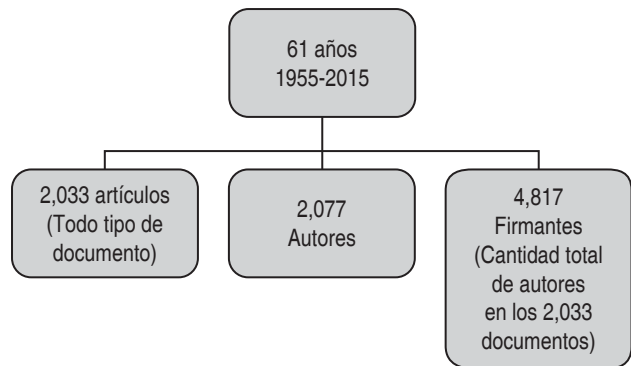 61 años
1955-2015
2,033 artículos
(Todo tipo de
documento)
2,077
Autores
4,817
Firmantes
(Cantidad total
de autores
en los 2,033
documentos)